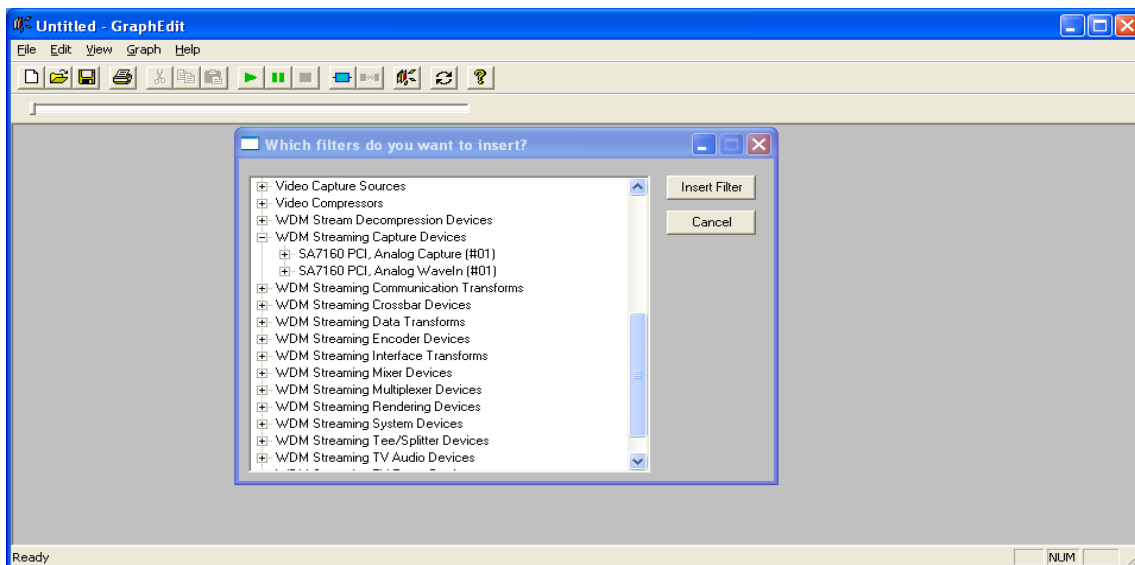 Untitled - GraphEdit
File Edit View Graph Help
Which filters do you want to insert?
Video Capture Sources
Video Compressors
WDM Stream Decompression Devices
WDM Streaming Capture Devices
SA7160 PCI, Analog Capture (#01)
SA7160 PCI, Analog WaveIn (#01)
WDM Streaming Communication Transforms
WDM Streaming Crossbar Devices
WDM Streaming Data Transforms
WDM Streaming Encoder Devices
WDM Streaming Interface Transforms
WDM Streaming Mixer Devices
WDM Streaming Multiplexer Devices
WDM Streaming Rendering Devices
WDM Streaming System Devices
WDM Streaming Tee/Splitter Devices
WDM Streaming TV Audio Devices
Insert Filter
Cancel
Ready
NUM